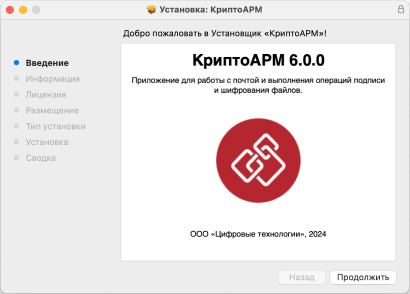 Установка: КриптоАРМ
Добро пожаловать в Установщик «КриптоАРМ»!
Введение
Информация
Лицензия
Размещение
Тип установки
Установка
Сводка
КриптоАРМ 6.0.0
Приложение для работы с почтой и выполнения операций подписи
и шифрования файлов.
ООО «Цифровые технологии», 2024
Назад
Продолжить